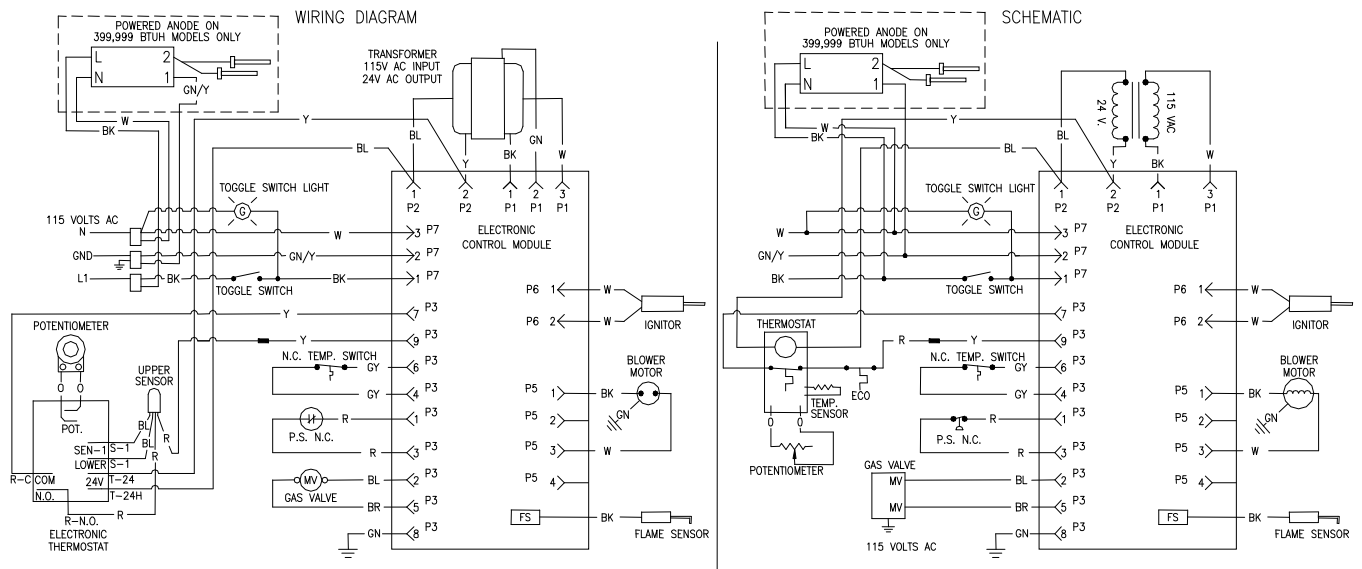 WIRING DIAGRAM
POWERED ANODE ON
399,999 BTUH MODELS ONLY
L
2
N
1
GN/Y
W
BK
TRANSFORMER
115V AC INPUT
24V AC OUTPUT
Y
BL
BL
Y
BK
GN
W
1
2
1
2
3
P2
P2
P1
P1
P1
TOGGLE SWITCH LIGHT
G
115 VOLTS AC
N
W
3
P7
ELECTRONIC
CONTROL MODULE
GND
GN/Y
2
P7
L1
BK
BK
1
P7
TOGGLE SWITCH
P6
1
W
P6
2
W
IGNITOR
Y
7
P3
POTENTIOMETER
Y
9
P3
N.C. TEMP. SWITCH
GY
6
P3
GY
4
P3
BLOWER
MOTOR
UPPER
SENSOR
O
O
POT.
BL
BL
R
R
R
1
P3
P.S. N.C.
R
3
P3
P5
1
BK
GN
P5
2
P5
3
W
P5
4
SEN-1
S-1
LOWER
S-1
R-C
COM
24V
T-24
N.O.
T-24H
R-N.O.
R
ELECTRONIC
THERMOSTAT
MV
BL
2
P3
GAS VALVE
BR
5
P3
GN
8
P3
FS
BK
FLAME SENSOR
SCHEMATIC
POWERED ANODE ON
399,999 BTUH MODELS ONLY
L
2
N
1
W
BK
Y
BL
24 V.
115 VAC
BL
Y
BK
W
1
2
1
3
P2
P2
P1
P1
TOGGLE SWITCH LIGHT
G
W
3
P7
ELECTRONIC
CONTROL MODULE
GN/Y
2
P7
BK
1
P7
TOGGLE SWITCH
P6
1
W
P6
2
W
IGNITOR
7
P3
THERMOSTAT
R
Y
9
P3
N.C. TEMP. SWITCH
GY
6
P3
GY
4
P3
ECO
TEMP.
SENSOR
O
O
POTENTIOMETER
R
1
P3
P.S. N.C.
R
3
P3
BLOWER
MOTOR
P5
1
BK
GN
P5
2
P5
3
W
P5
4
GAS VALVE
MV
BL
2
P3
MV
BR
5
P3
115 VOLTS AC
GN
8
P3
FS
BK
FLAME SENSOR